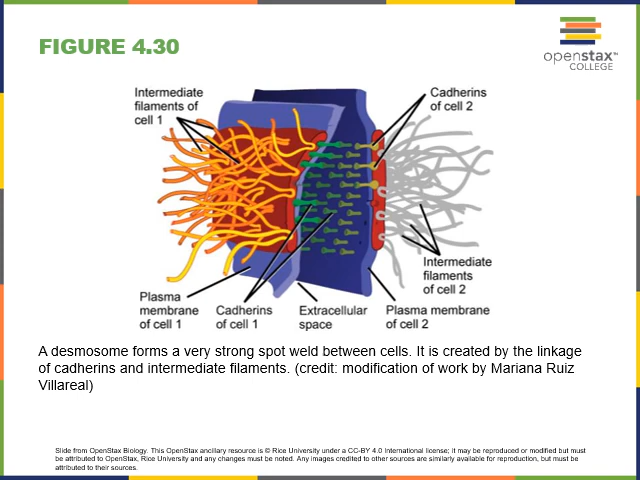 FIGURE 4.30
openstax™
COLLEGE
Intermediate
filaments of
cell 1
Cadherins
of cell 2
Intermediate
filaments
of cell 2
Plasma
membrane
of cell 1
Cadherins
of cell 1
Extracellular
space
Plasma membrane
of cell 2
A desmosome forms a very strong spot weld between cells. It is created by the linkage
of cadherins and intermediate filaments. (credit: modification of work by Mariana Ruiz
Villareal)
Slide from OpenStax Biology. This OpenStax ancillary resource is © Rice University under a CC-BY 4.0 International license; it may be reproduced or modified but must
be attributed to OpenStax, Rice University and any changes must be noted. Any images credited to other sources are similarly available for reproduction, but must be
attributed to their sources.